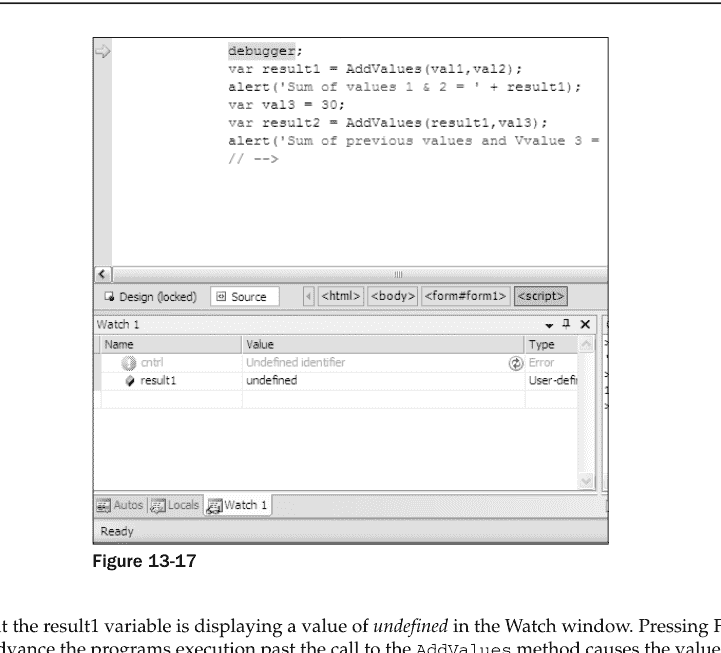 debugger;
var result1 = AddValues(val1,val2);
alert('Sum of values 1 & 2 = ' + result1);
var val3 = 30;
var result2 = AddValues(result1,val3);
alert('Sum of previous values and Vvalue 3 =
// -->
Design (locked) Source <html> <body> <form#form1> <script>
Watch 1
Name Value Type
cntrl Undefined identifier Error
result1 undefined User-defi
Autos Locals Watch 1
Ready
Figure 13-17
the result1 variable is displaying a value of undefined in the Watch window. Pressing
the programs execution past the call to the AddValues method causes the value